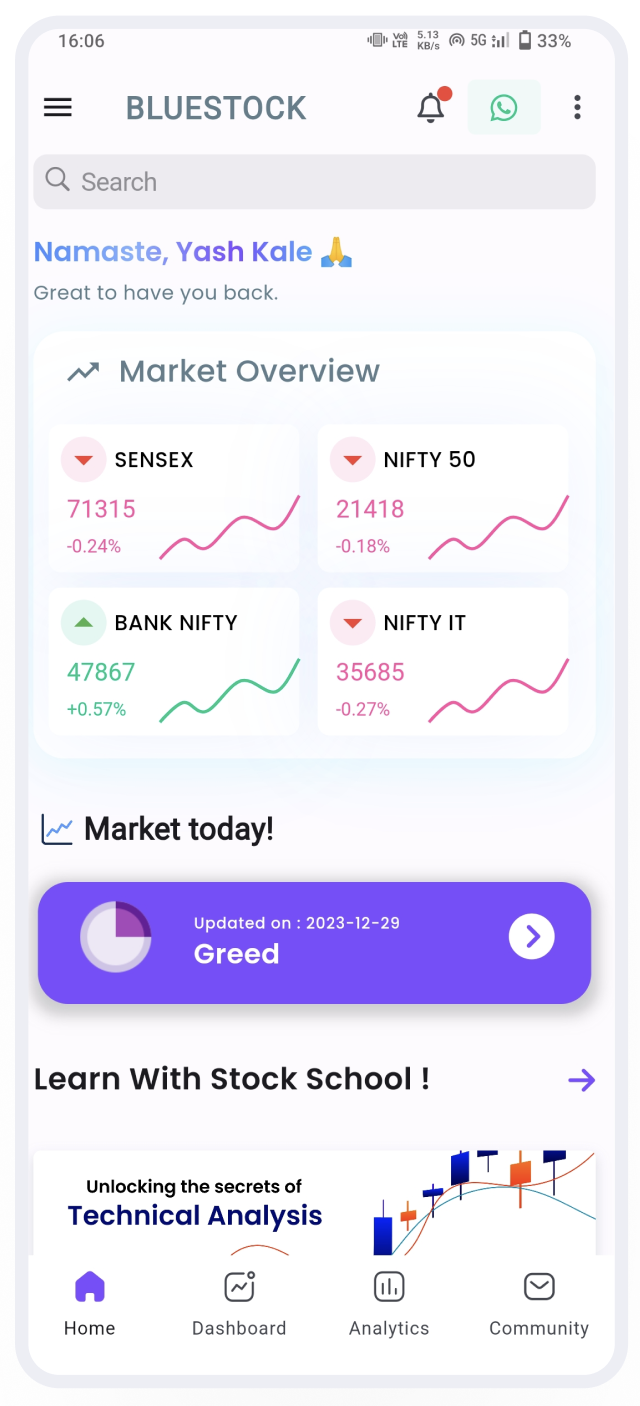 16:06 Vo)) LTE 5.13 KB/s 5G 33%
BLUESTOCK
Search
Namaste, Yash Kale 🙏
Great to have you back.
Market Overview
SENSEX
71315
-0.24%
NIFTY 50
21418
-0.18%
BANK NIFTY
47867
+0.57%
NIFTY IT
35685
-0.27%
Market today!
Updated on : 2023-12-29
Greed
Learn With Stock School !
Unlocking the secrets of
Technical Analysis
Home Dashboard Analytics Community